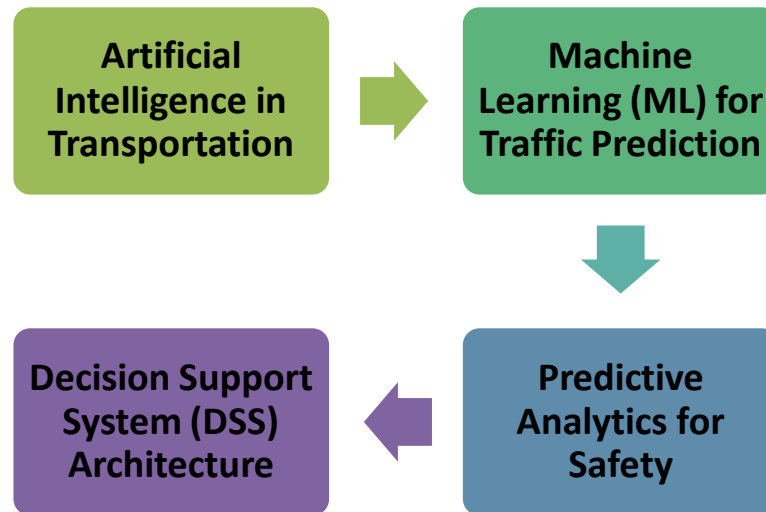 Artificial
Intelligence in
Transportation
Machine
Learning (ML) for
Traffic Prediction
Predictive
Analytics for
Safety
Decision Support
System (DSS)
Architecture